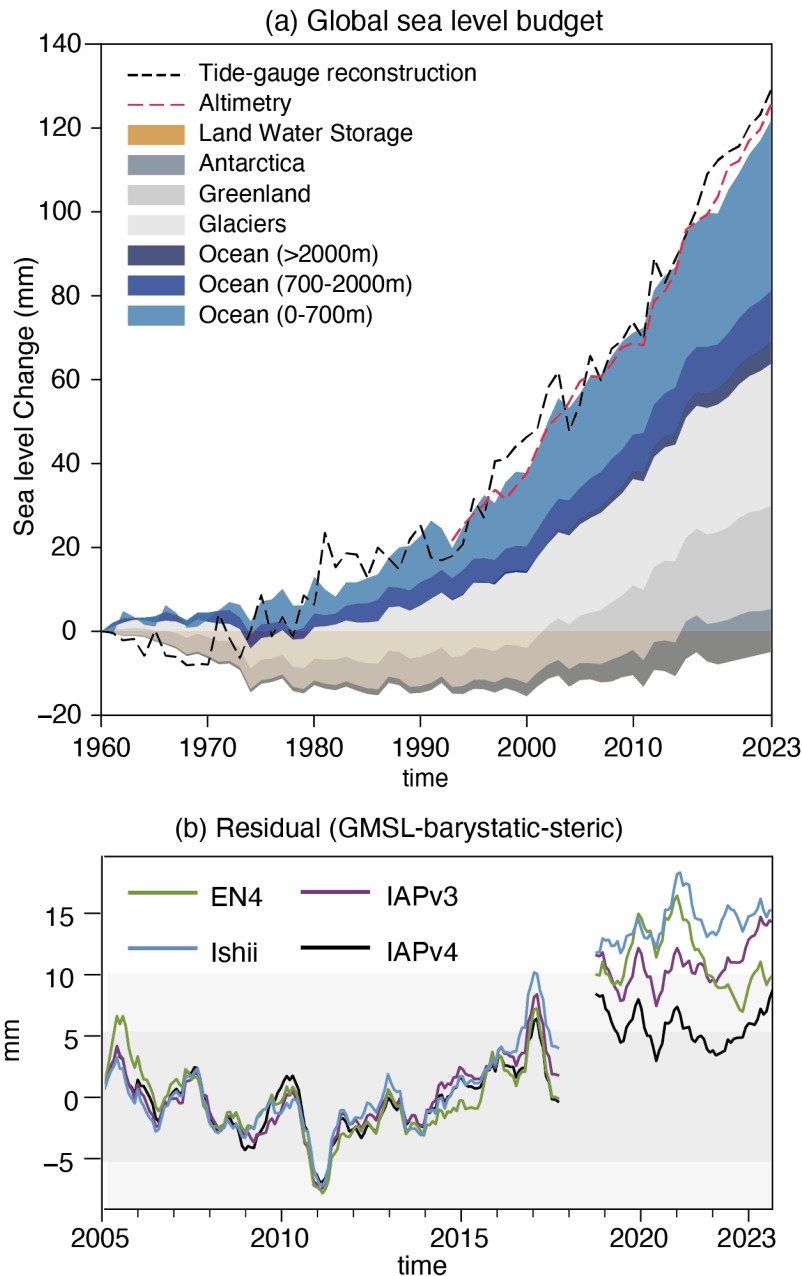 (a) Global sea level budget
140
120
100
80
60
40
20
0
−20
Sea level Change (mm)
Tide-gauge reconstruction
Altimetry
Land Water Storage
Antarctica
Greenland
Glaciers
Ocean (>2000m)
Ocean (700-2000m)
Ocean (0-700m)
1960 1970 1980 1990 2000 2010 2023
time
(b) Residual (GMSL-barystatic-steric)
15
10
5
0
−5
mm
EN4 IAPv3
Ishii IAPv4
2005 2010 2015 2020 2023
time